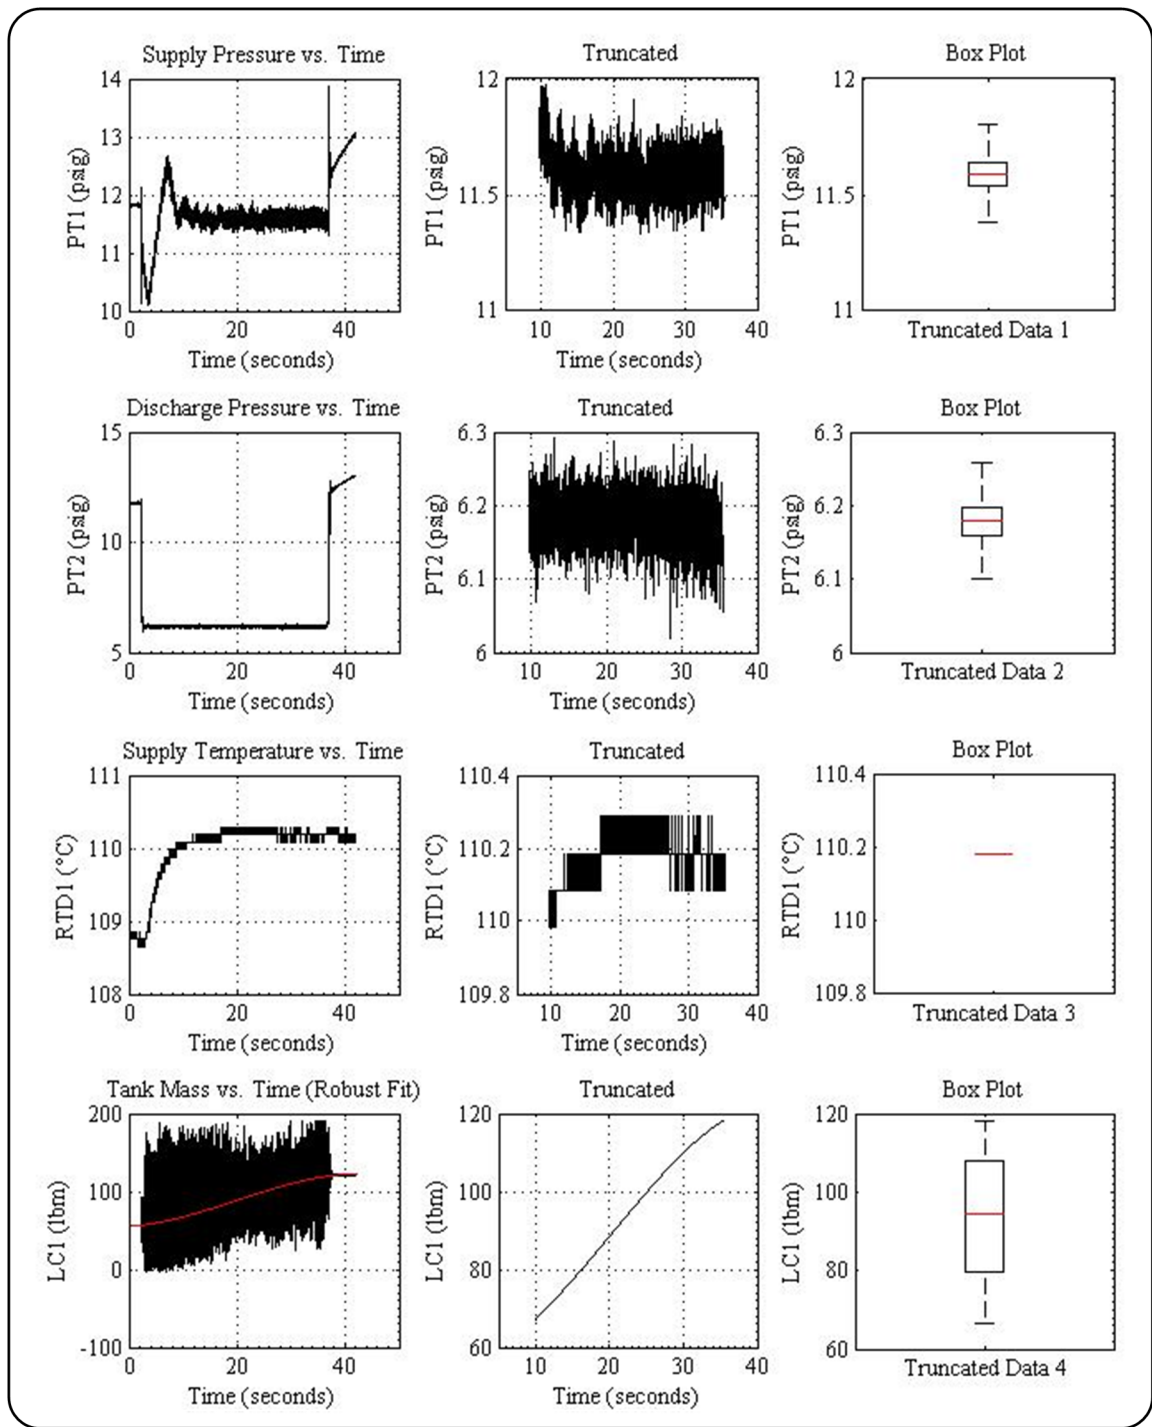 Supply Pressure vs. Time
Truncated
Box Plot
14
13
12
11
10
PT1 (psig)
0
20
40
Time (seconds)
12
11.5
11
PT1 (psig)
10
20
30
40
Time (seconds)
12
11.5
11
PT1 (psig)
Truncated Data 1
Discharge Pressure vs. Time
Truncated
Box Plot
15
10
5
PT2 (psig)
0
20
40
Time (seconds)
6.3
6.2
6.1
6
PT2 (psig)
10
20
30
40
Time (seconds)
6.3
6.2
6.1
6
PT2 (psig)
Truncated Data 2
Supply Temperature vs. Time
Truncated
Box Plot
111
110
109
108
RTD1 (°C)
0
20
40
Time (seconds)
110.4
110.2
110
109.8
RTD1 (°C)
10
20
30
40
Time (seconds)
110.4
110.2
110
109.8
RTD1 (°C)
Truncated Data 3
Tank Mass vs. Time (Robust Fit)
Truncated
Box Plot
200
100
0
-100
LC1 (lbm)
0
20
40
Time (seconds)
120
100
80
60
LC1 (lbm)
10
20
30
40
Time (seconds)
120
100
80
60
LC1 (lbm)
Truncated Data 4